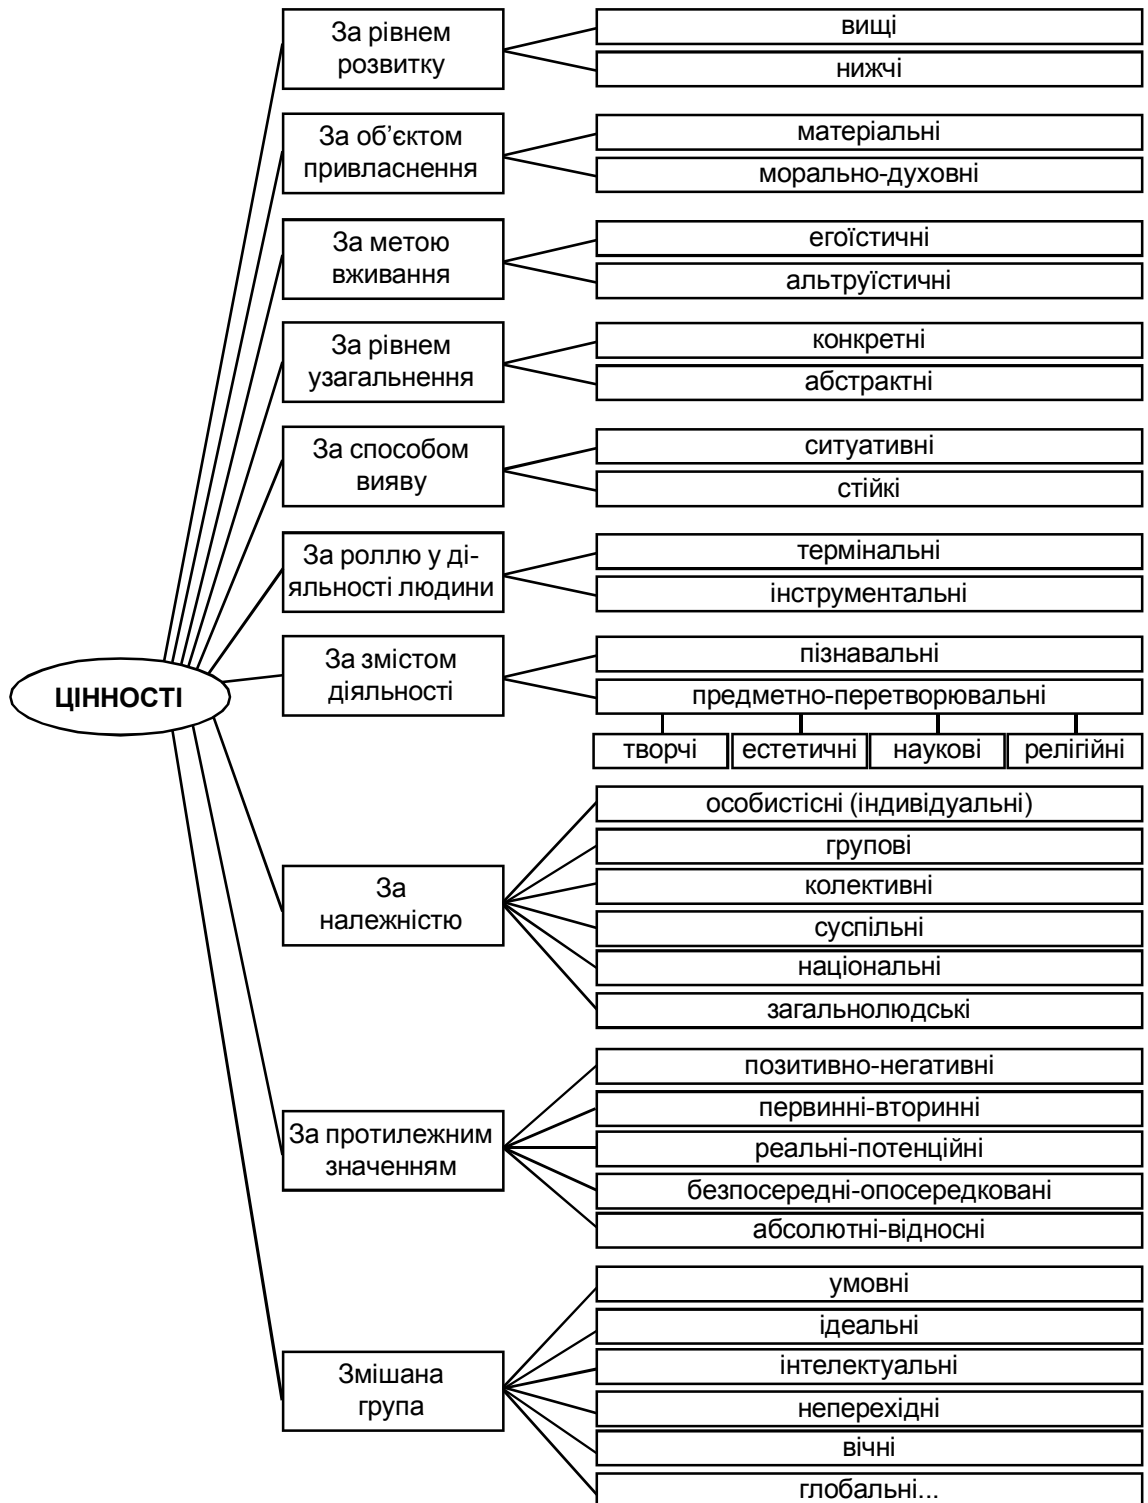 За рівнем
розвитку
вищі
нижчі
За об’єктом
привласнення
матеріальні
морально-духовні
За метою
вживання
егоїстичні
альтруїстичні
За рівнем
узагальнення
конкретні
абстрактні
За способом
вияву
ситуативні
стійкі
За роллю у ді-
яльності людини
термінальні
інструментальні
ЦІННОСТІ
За змістом
діяльності
пізнавальні
предметно-перетворювальні
творчі естетичні наукові релігійні
За
належністю
особистісні (індивідуальні)
групові
колективні
суспільні
національні
загальнолюдські
За протилежним
значенням
позитивно-негативні
первинні-вторинні
реальні-потенційні
безпосередні-опосередковані
абсолютні-відносні
Змішана
група
умовні
ідеальні
інтелектуальні
неперехідні
вічні
глобальні...